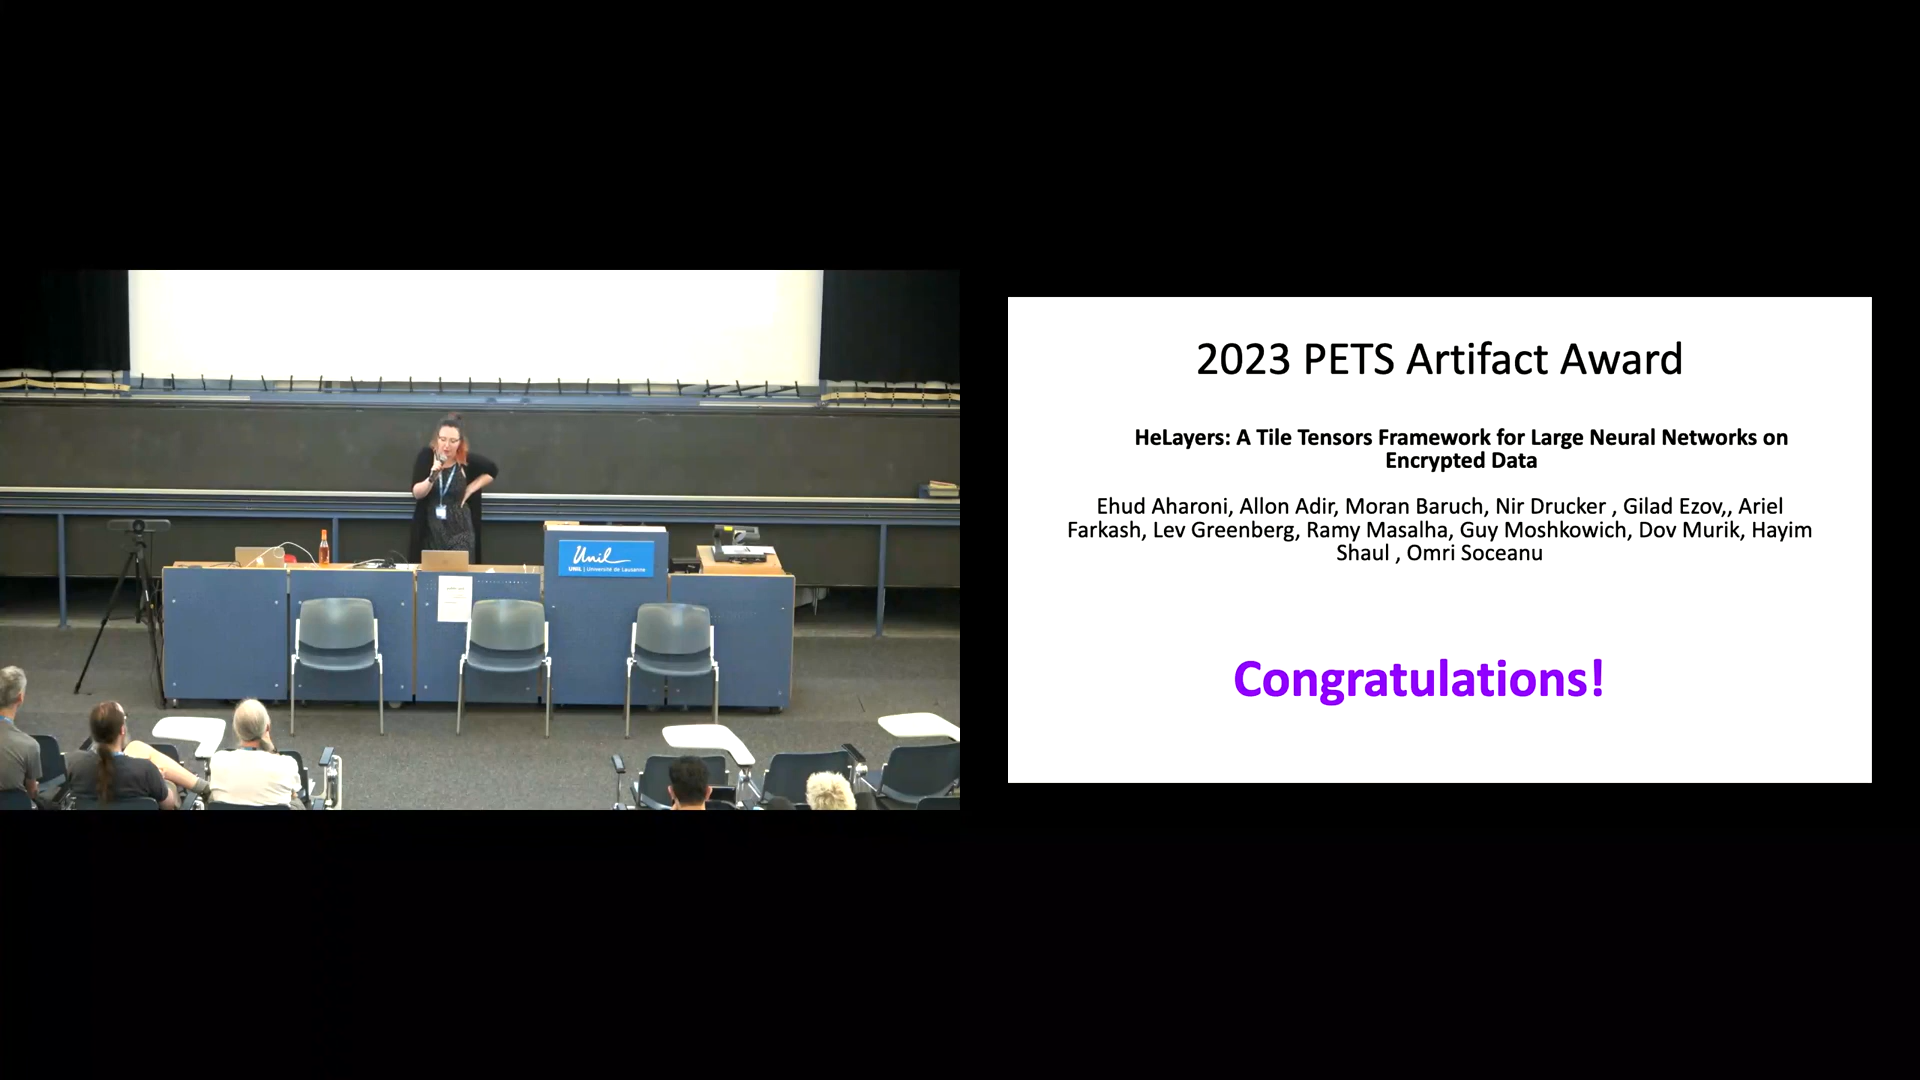 Unil
UNIL | Université de Lausanne
2023 PETS Artifact Award
HeLayers: A Tile Tensors Framework for Large Neural Networks on
Encrypted Data
Ehud Aharoni, Allon Adir, Moran Baruch, Nir Drucker , Gilad Ezov,, Ariel
Farkash, Lev Greenberg, Ramy Masalha, Guy Moshkowich, Dov Murik, Hayim
Shaul , Omri Soceanu
Congratulations!